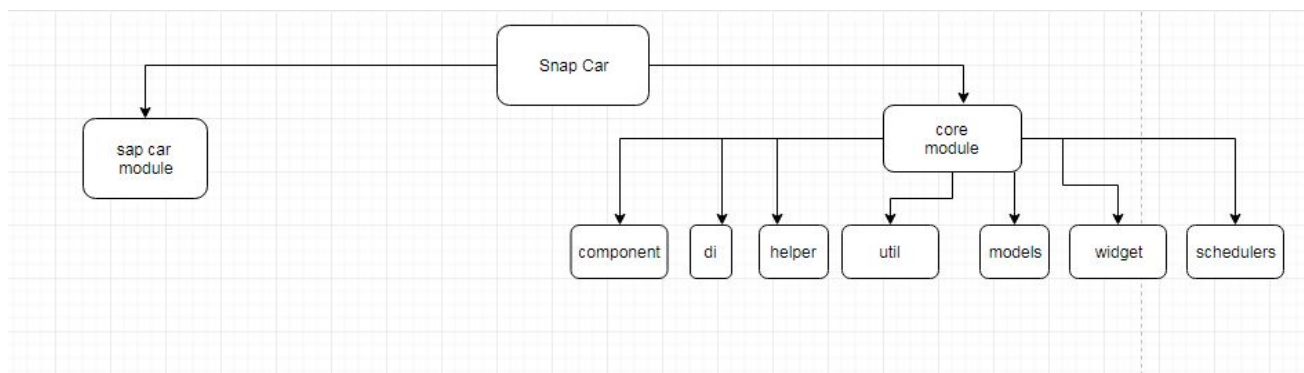 Snap Car
sap car
module
core
module
component
di
helper
util
models
widget
schedulers